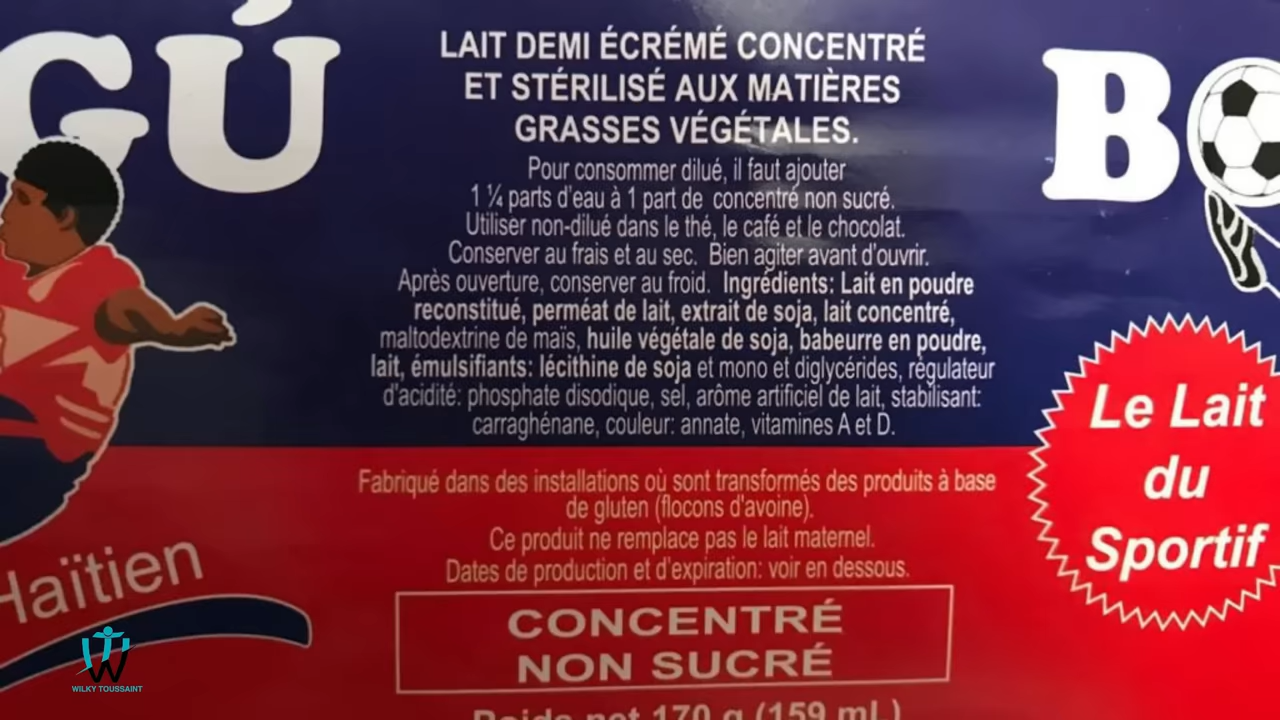 GÚ
LAIT DEMI ÉCRÉMÉ CONCENTRÉ
ET STÉRILISÉ AUX MATIÈRES
GRASSES VÉGÉTALES.
Pour consommer dilué, il faut ajouter
1 ¼ parts d'eau à 1 part de concentré non sucré.
Utiliser non-dilué dans le thé, le café et le chocolat.
Conserver au frais et au sec. Bien agiter avant d'ouvrir.
Après ouverture, conserver au froid. Ingrédients: Lait en poudre
reconstitué, perméat de lait, extrait de soja, lait concentré,
maltodextrine de maïs, huile végétale de soja, babeurre en poudre,
lait, émulsifiants: lécithine de soja et mono et diglycérides, régulateur
d'acidité: phosphate disodique, sel, arôme artificiel de lait, stabilisant:
carraghénane, couleur: annate, vitamines A et D.
Fabriqué dans des installations où sont transformés des produits à base
de gluten (flocons d'avoine).
Ce produit ne remplace pas le lait maternel.
Dates de production et d'expiration: voir en dessous.
CONCENTRÉ
NON SUCRÉ
Poids net 170 g (159 mL)
Haïtien
WILKY TOUSSAINT
BO
Le Lait
du
Sportif